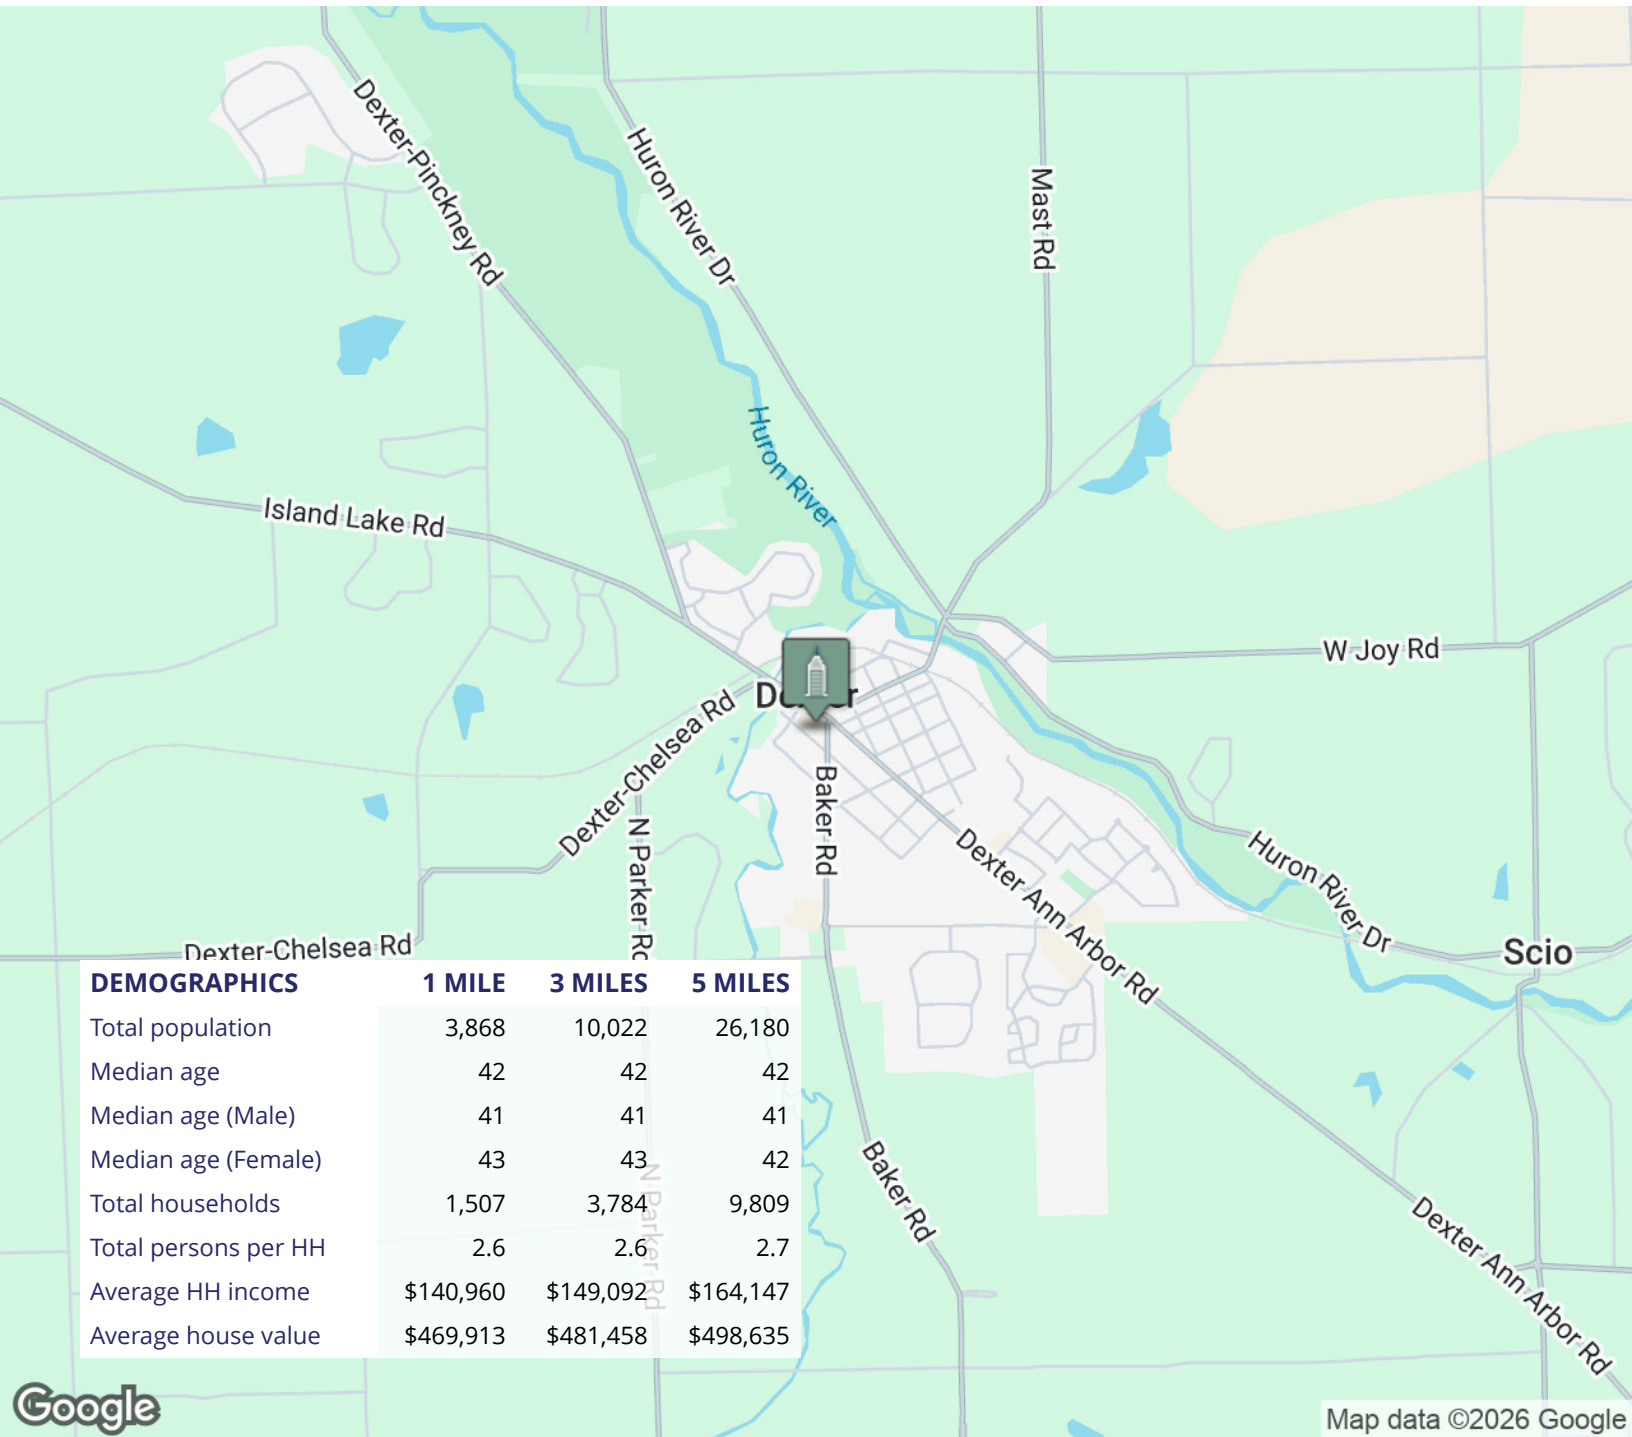 Dexter-Pinckney Rd
Huron River Dr
Mast Rd
Huron River
Island Lake Rd
W Joy Rd
Dexter-Chelsea Rd
Baker Rd
N Parker Rd
Dexter Ann Arbor Rd
Huron River Dr
Scio
Dexter-Chelsea Rd
DEMOGRAPHICS 1 MILE 3 MILES 5 MILES
Total population 3,868 10,022 26,180
Median age 42 42 42
Median age (Male) 41 41 41
Median age (Female) 43 43 42
Total households 1,507 3,784 9,809
Total persons per HH 2.6 2.6 2.7
Average HH income $140,960 $149,092 $164,147
Average house value $469,913 $481,458 $498,635
N Parker Rd
Baker Rd
Dexter Ann Arbor Rd
Google
Map data ©2026 Google